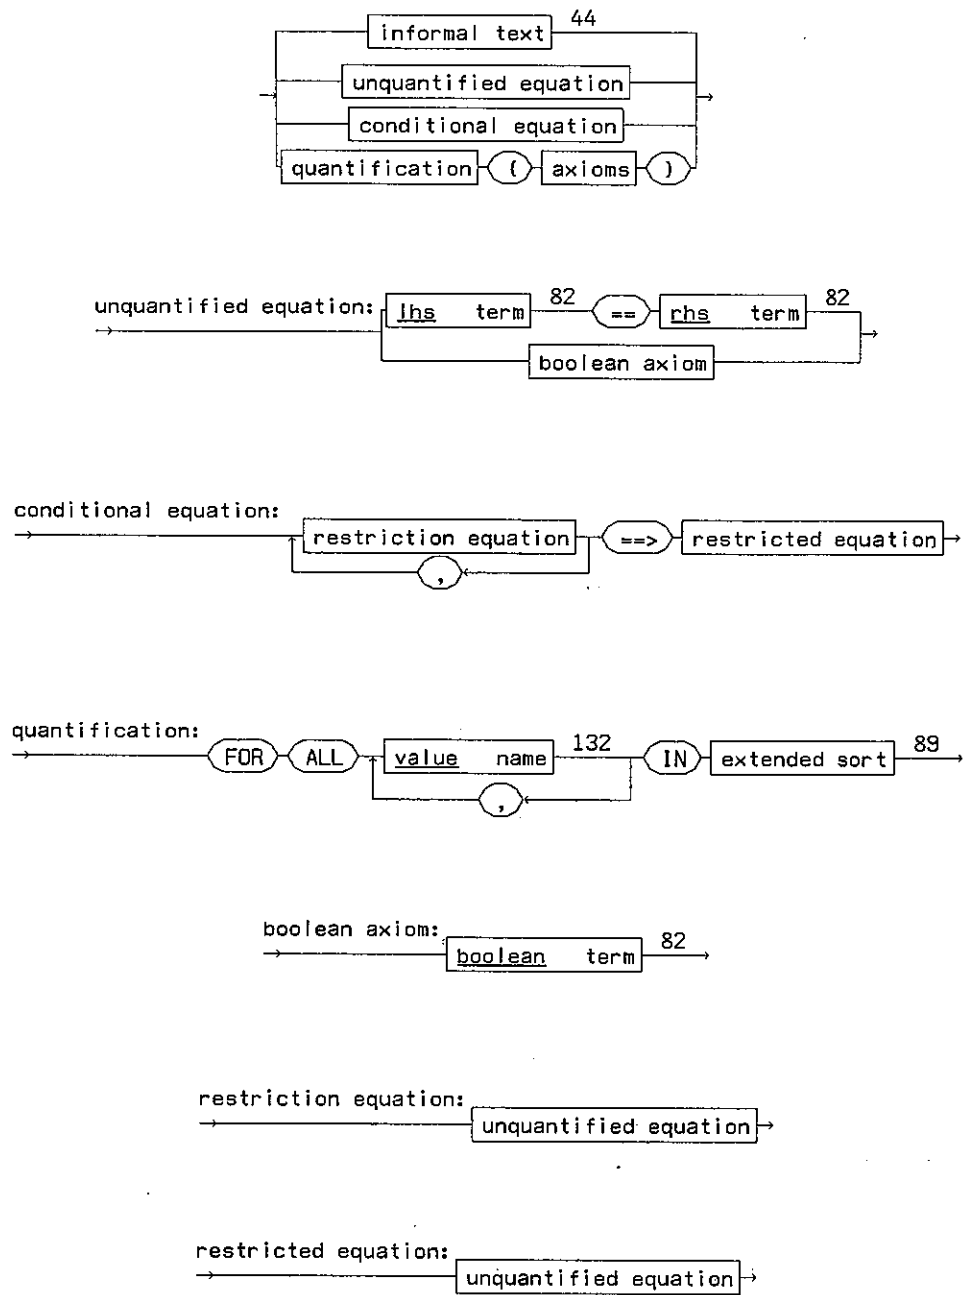 informal text 44
unquantified equation
conditional equation
quantification ( axioms )
unquantified equation: lhs term 82 == rhs term 82
boolean axiom
conditional equation: restriction equation ==> restricted equation
,
quantification: FOR ALL value name 132 IN extended sort 89
,
boolean axiom: boolean term 82
restriction equation: unquantified equation
restricted equation: unquantified equation